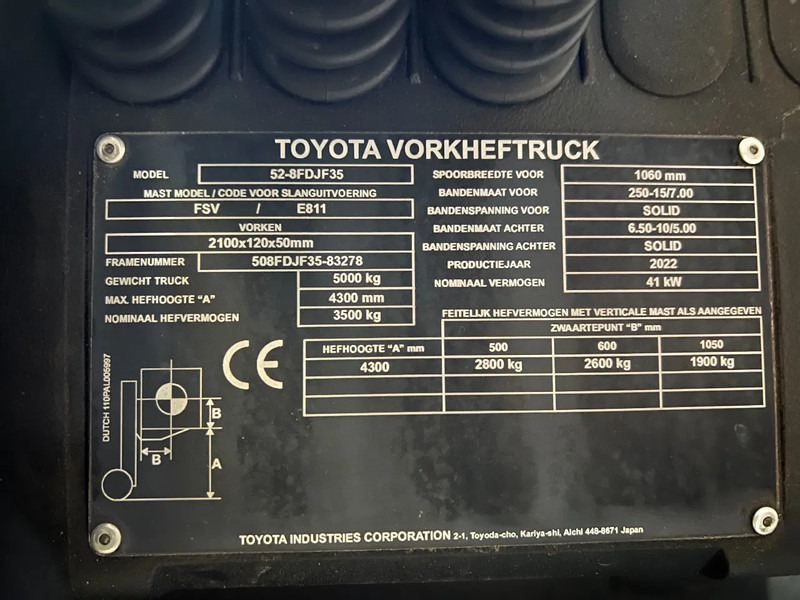 TOYOTA VORKHEFTRUCK
MODEL 52-8FDJF35
MAST MODEL / CODE VOOR SLANGUITVOERING
FSV / E811
VORKEN
2100x120x50mm
FRAMENUMMER 508FDJF35-83278
GEWICHT TRUCK 5000 kg
MAX. HEFHOOGTE "A" 4300 mm
NOMINAAL HEFVERMOGEN 3500 kg
SPOORBREEDTE VOOR 1060 mm
BANDENMAAT VOOR 250-15/7.00
BANDENSPANNING VOOR SOLID
BANDENMAAT ACHTER 6.50-10/5.00
BANDENSPANNING ACHTER SOLID
PRODUCTIEJAAR 2022
NOMINAAL VERMOGEN 41 kW
FEITELIJK HEFVERMOGEN MET VERTICALE MAST ALS AANGEGEVEN
ZWAARTEPUNT "B" mm
HEFHOOGTE "A" mm 500 600 1050
4300 2800 kg 2600 kg 1900 kg
CE
DUTCH 110PAL005997
B
B
A
TOYOTA INDUSTRIES CORPORATION 2-1, Toyoda-cho, Kariya-shi, Aichi 448-8671 Japan